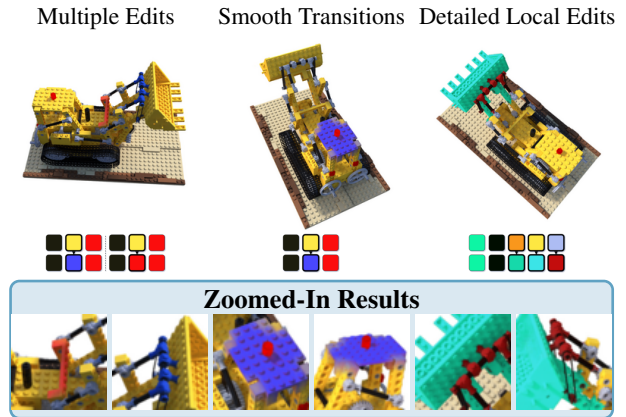 Multiple Edits
Smooth Transitions
Detailed Local Edits
Zoomed-In Results